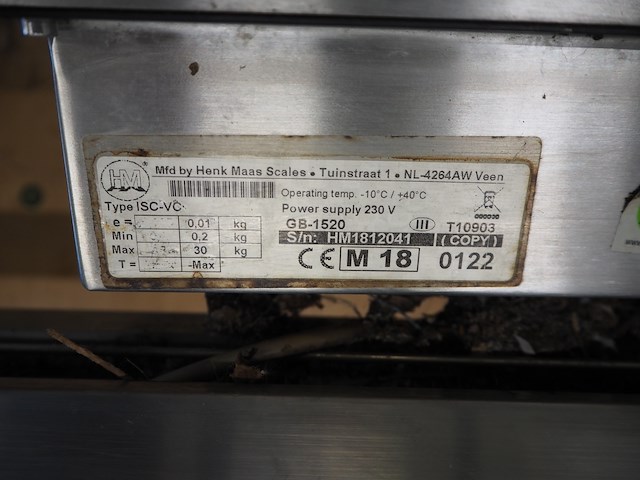 HM ®
Mfd by Henk Maas Scales • Tuinstraat 1 • NL-4264AW Veen
Operating temp. -10°C / +40°C
Type ISC-VC
Power supply 230 V
e = 0,01 kg
GB-1520 III T10903
Min 0,2 kg
S/n: HM1812041 (COPY)
Max 30 kg
T = -Max
CE M 18 0122